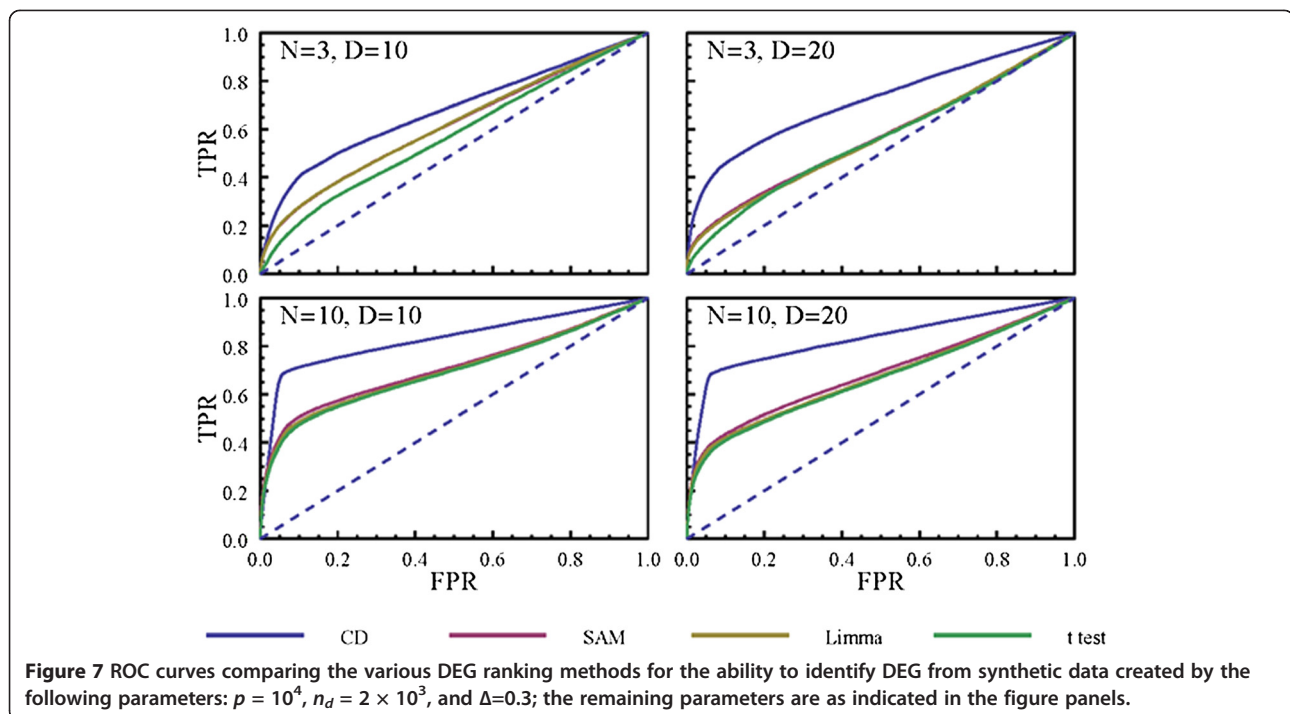 N=3, D=10
N=3, D=20
1.0
0.8
0.6
0.4
0.2
0.0
TPR
TPR
N=10, D=10
N=10, D=20
1.0
0.8
0.6
0.4
0.2
0.0
TPR
TPR
0.0 0.2 0.4 0.6 0.8 1.0
0.0 0.2 0.4 0.6 0.8 1.0
FPR
FPR
CD SAM Limma t test
Figure 7 ROC curves comparing the various DEG ranking methods for the ability to identify DEG from synthetic data created by the
following parameters: p = 10⁴, n_d = 2 × 10³, and Δ=0.3; the remaining parameters are as indicated in the figure panels.